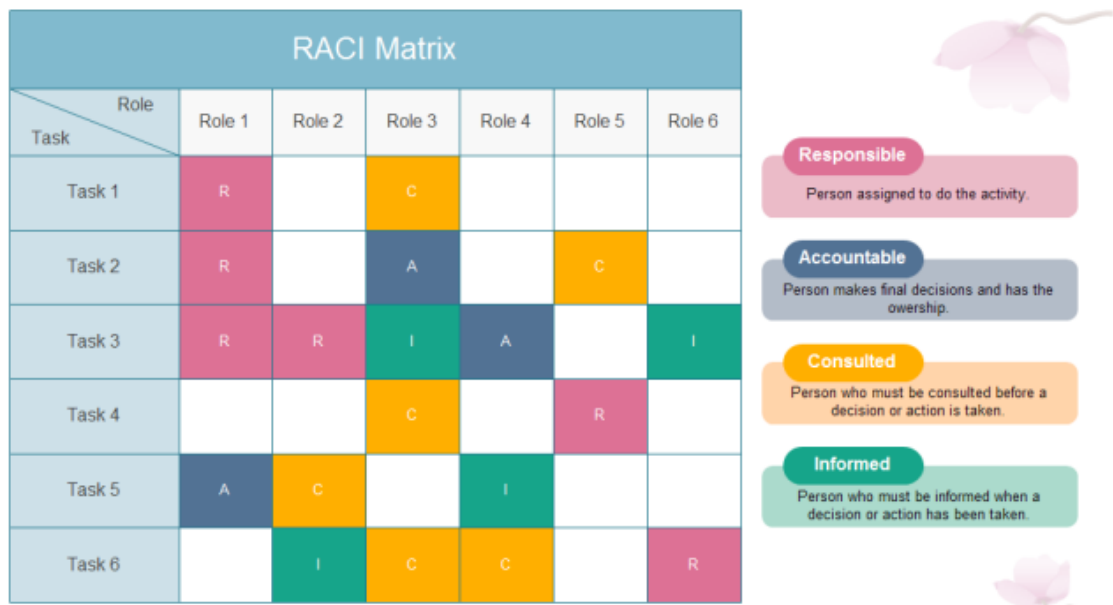 RACI Matrix
Role
Task
Role 1 Role 2 Role 3 Role 4 Role 5 Role 6
Task 1 R C
Task 2 R A C
Task 3 R R I A I
Task 4 C R
Task 5 A C I
Task 6 I C C R
Responsible
Person assigned to do the activity.
Accountable
Person makes final decisions and has the
owership.
Consulted
Person who must be consulted before a
decision or action is taken.
Informed
Person who must be informed when a
decision or action has been taken.